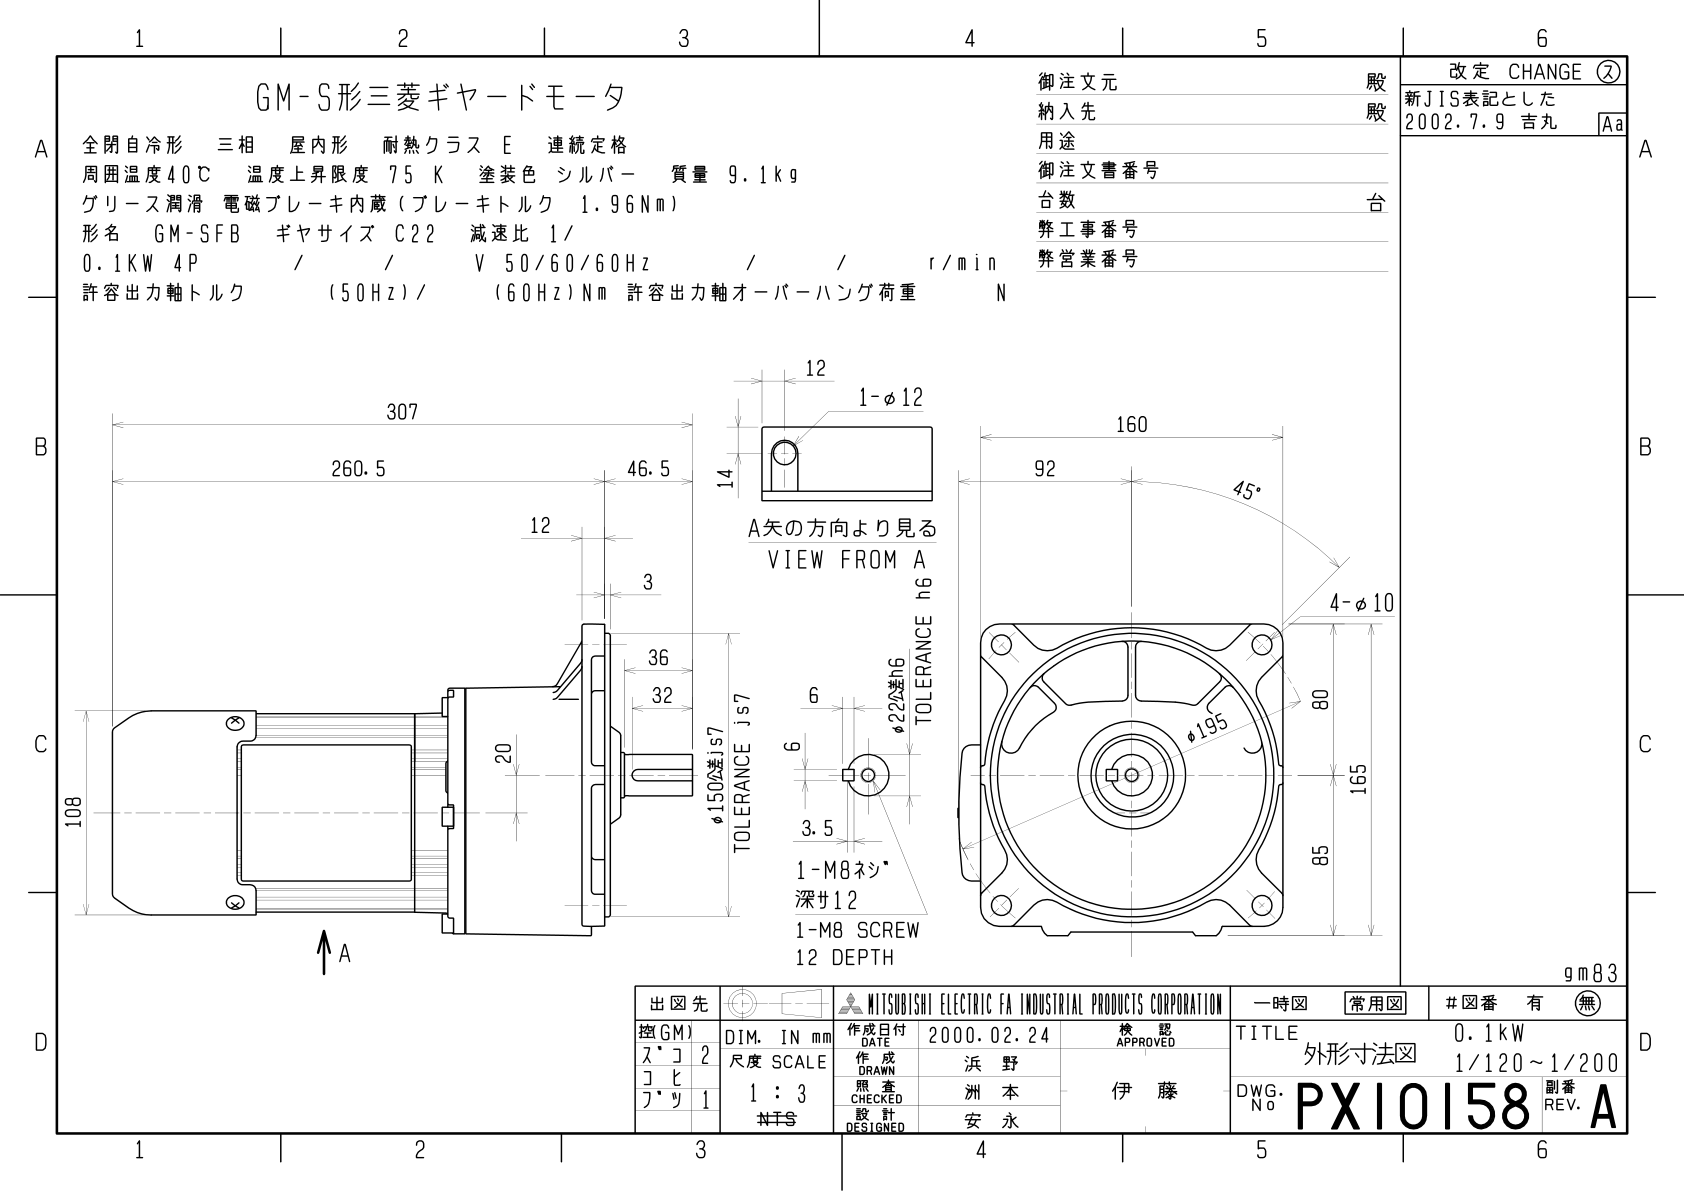 1 2 3 4 5 6
GM-S形三菱ギヤードモータ
全閉自冷形 三相 屋内形 耐熱クラス E 連続定格
周囲温度40℃ 温度上昇限度 75 K 塗装色 シルバー 質量 9.1kg
グリース潤滑 電磁ブレーキ内蔵(ブレーキトルク 1.96Nm)
形名 GM-SFB ギヤサイズ C22 減速比 1/
0.1KW 4P / / V 50/60/60Hz / / r/min
許容出力軸トルク (50Hz)/ (60Hz)Nm 許容出力軸オーバーハング荷重 N
御注文元 殿
納入先 殿
用途
御注文書番号
台数 台
弊工事番号
弊営業番号
改定 CHANGE ス
新JIS表記とした
2002.7.9 吉丸 Aa
A A
B B
C C
D D
307
260.5 46.5
12
3
36
32
20
108
φ150公差js7
TOLERANCE js7
A
12
1-φ12
14
A矢の方向より見る
VIEW FROM A
6
6
3.5
φ22公差h6
TOLERANCE h6
1-M8ネジ
深サ12
1-M8 SCREW
12 DEPTH
160
92
45°
4-φ10
φ195
80
165
85
gm83
出図先
控(GM)
スﾞコ 2
コヒ
フﾞツ 1
DIM. IN mm
尺度 SCALE
1 : 3
NTS
MITSUBISHI ELECTRIC FA INDUSTRIAL PRODUCTS CORPORATION
作成日付
DATE
2000.02.24
検 認
APPROVED
作 成
DRAWN
浜 野
照 査
CHECKED
洲 本
伊 藤
設 計
DESIGNED
安 永
一時図 常用図 #図番 有 無
TITLE
外形寸法図
0.1kW
1/120~1/200
DWG.
No
PX10158
副番
REV.
A
1 2 3 4 5 6